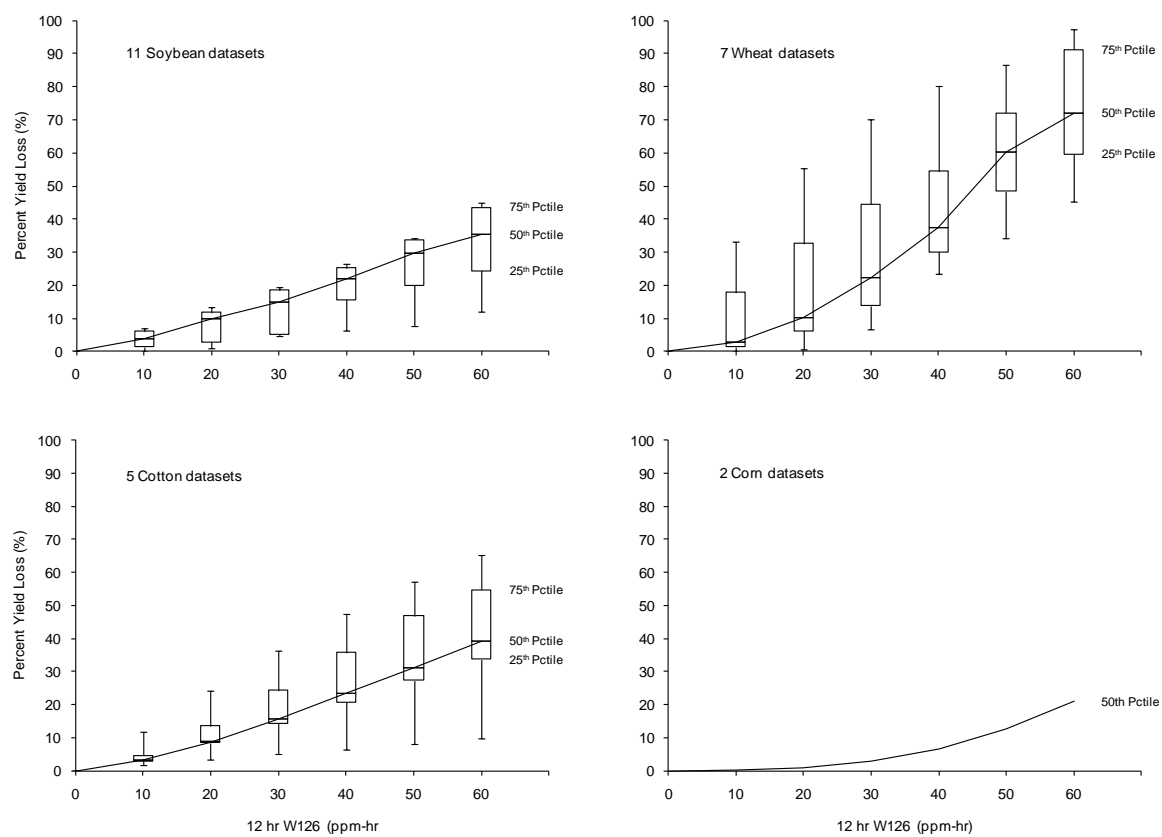 11 Soybean datasets
Percent Yield Loss (%)
100
90
80
70
60
50
40
30
20
10
0
75th Pctile
50th Pctile
25th Pctile
0 10 20 30 40 50 60
7 Wheat datasets
100
90
80
70
60
50
40
30
20
10
0
75th Pctile
50th Pctile
25th Pctile
0 10 20 30 40 50 60
5 Cotton datasets
Percent Yield Loss (%)
100
90
80
70
60
50
40
30
20
10
0
75th Pctile
50th Pctile
25th Pctile
0 10 20 30 40 50 60
12 hr W126 (ppm-hr
2 Corn datasets
100
90
80
70
60
50
40
30
20
10
0
50th Pctile
0 10 20 30 40 50 60
12 hr W126 (ppm-hr)